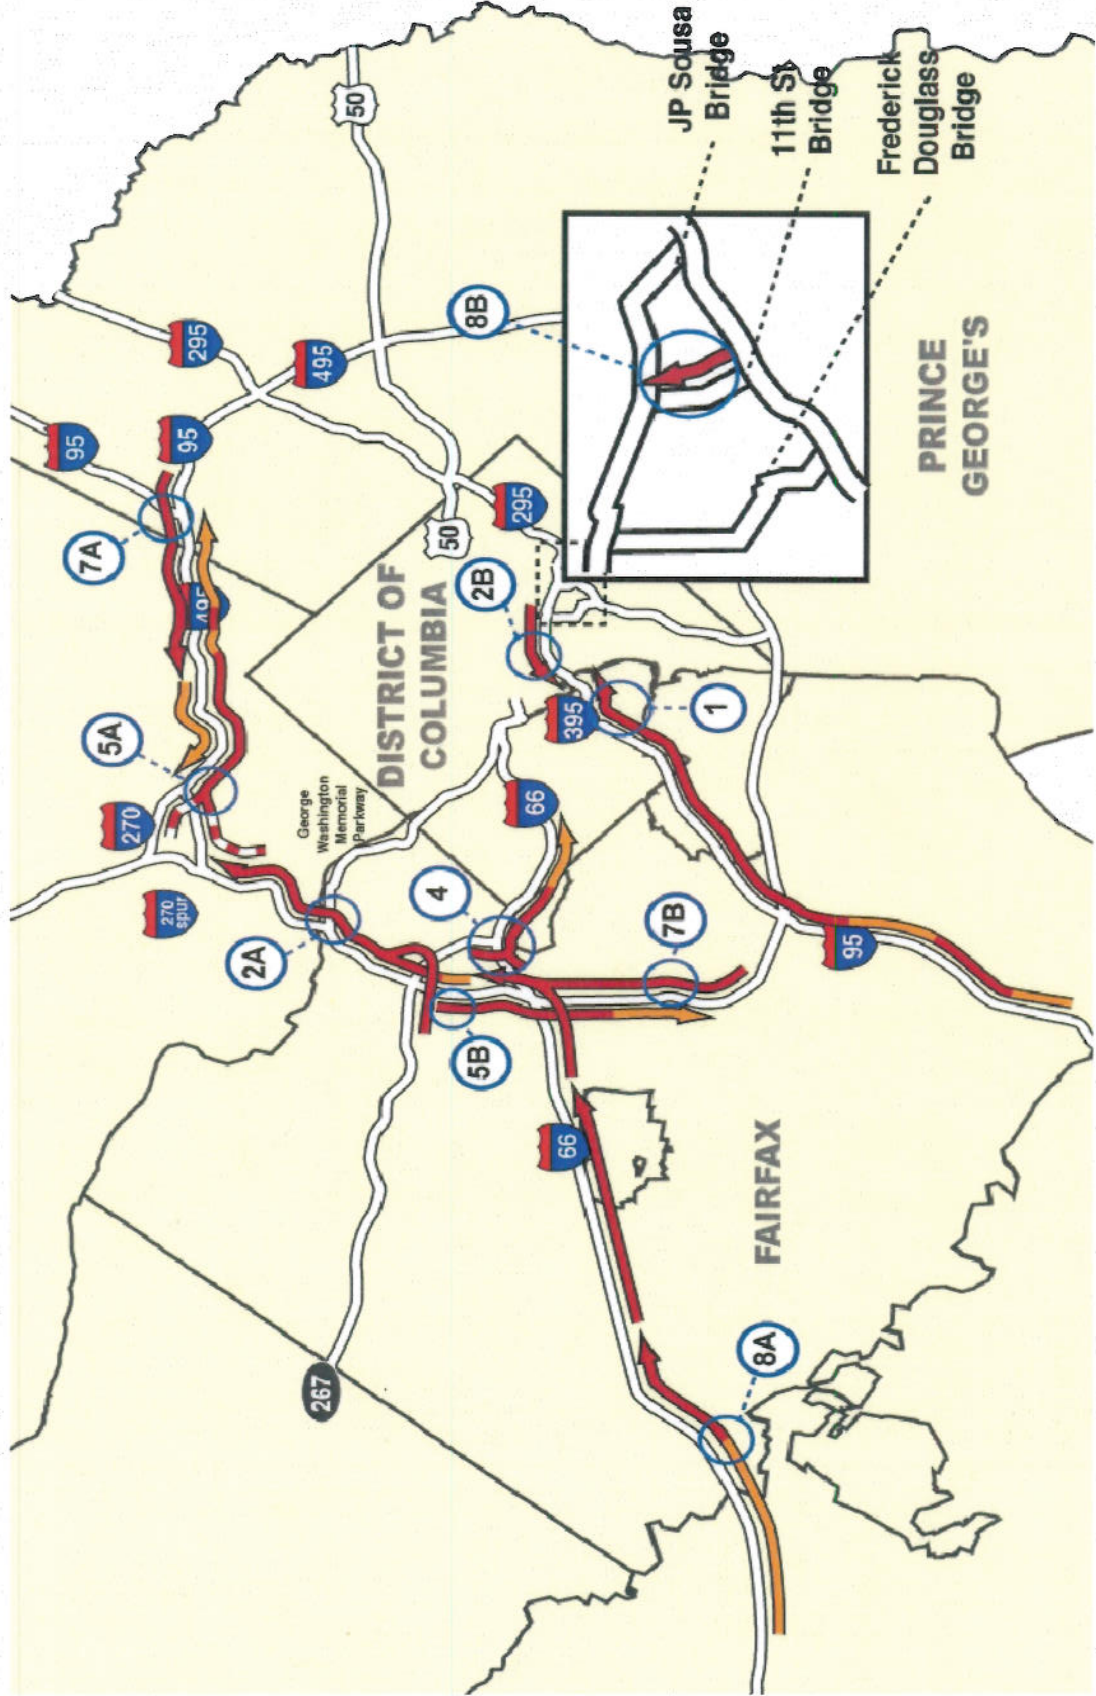 95
7A
5A
270
270
spur
95
295
495
2A
267
495
George
Washington
Memorial
Parkway
50
DISTRICT OF
COLUMBIA
4
50
5B
2B
8B
295
66
66
395
7B
1
JP Sousa
Bridge
8A
FAIRFAX
11th St
Bridge
95
Frederick
Douglass
Bridge
PRINCE
GEORGE'S